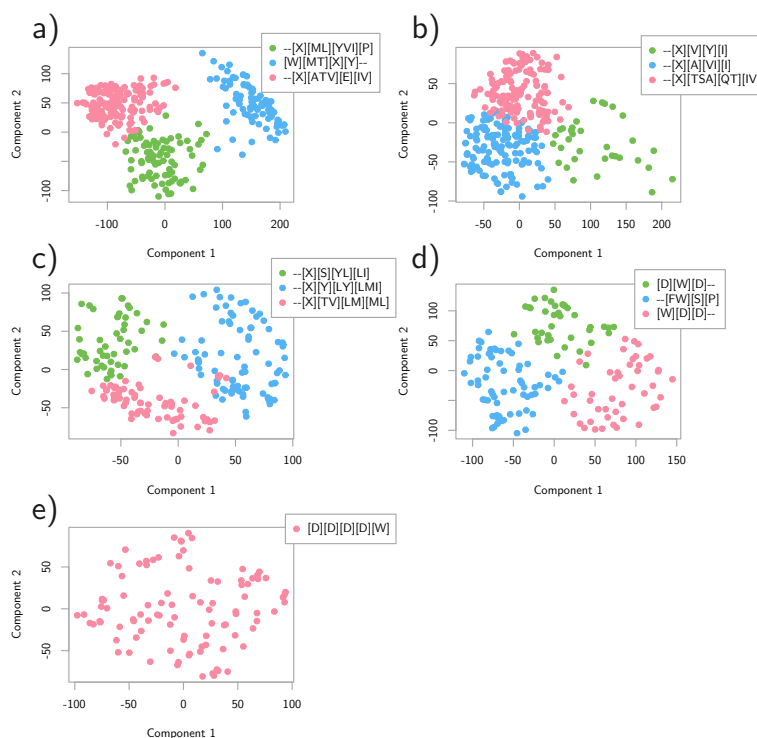 a)
--[X][ML][YVI][P]
[W][MT][X][Y]--
--[X][ATV][E][IV]
Component 2
-100 0 50 100
-100 0 100 200
Component 1
b)
--[X][V][Y][I]
--[X][A][VI][I]
--[X][TSA][QT][IV
Component 2
-100 -50 0 50
-50 0 50 100 150 200
Component 1
c)
--[X][S][YL][LI]
--[X][Y][LY][LMI]
--[X][TV][LM][ML]
Component 2
-50 0 50 100
-50 0 50 100
Component 1
d)
[D][W][D]--
--[FW][S][P]
[W][D][D]--
Component 2
-100 0 50 100
-100 -50 0 50 100 150
Component 1
e)
[D][D][D][D][W]
Component 2
-50 0 50
-100 -50 0 50 100
Component 1